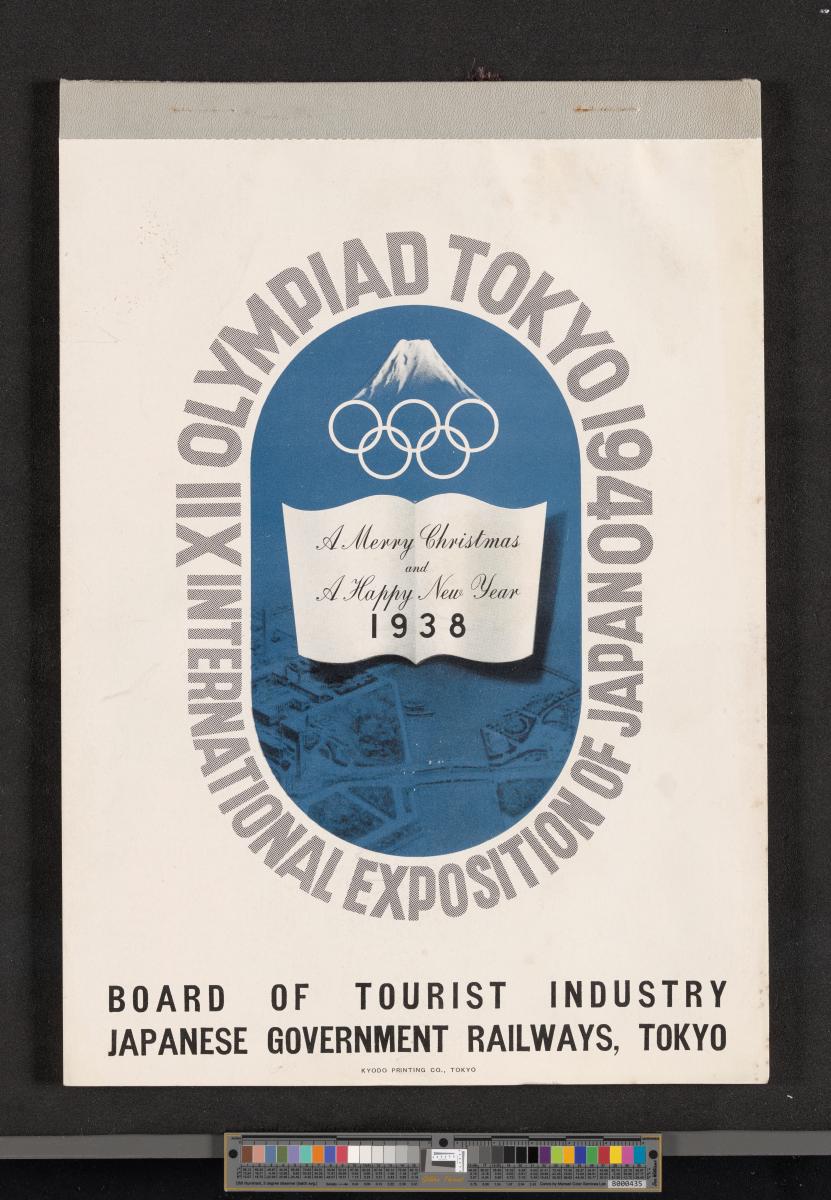 XII OLYMPIAD TOKYO 1940
INTERNATIONAL EXPOSITION OF JAPAN
A Merry Christmas
and
A Happy New Year
1938
BOARD OF TOURIST INDUSTRY
JAPANESE GOVERNMENT RAILWAYS, TOKYO
KYODO PRINTING CO., TOKYO
B000435